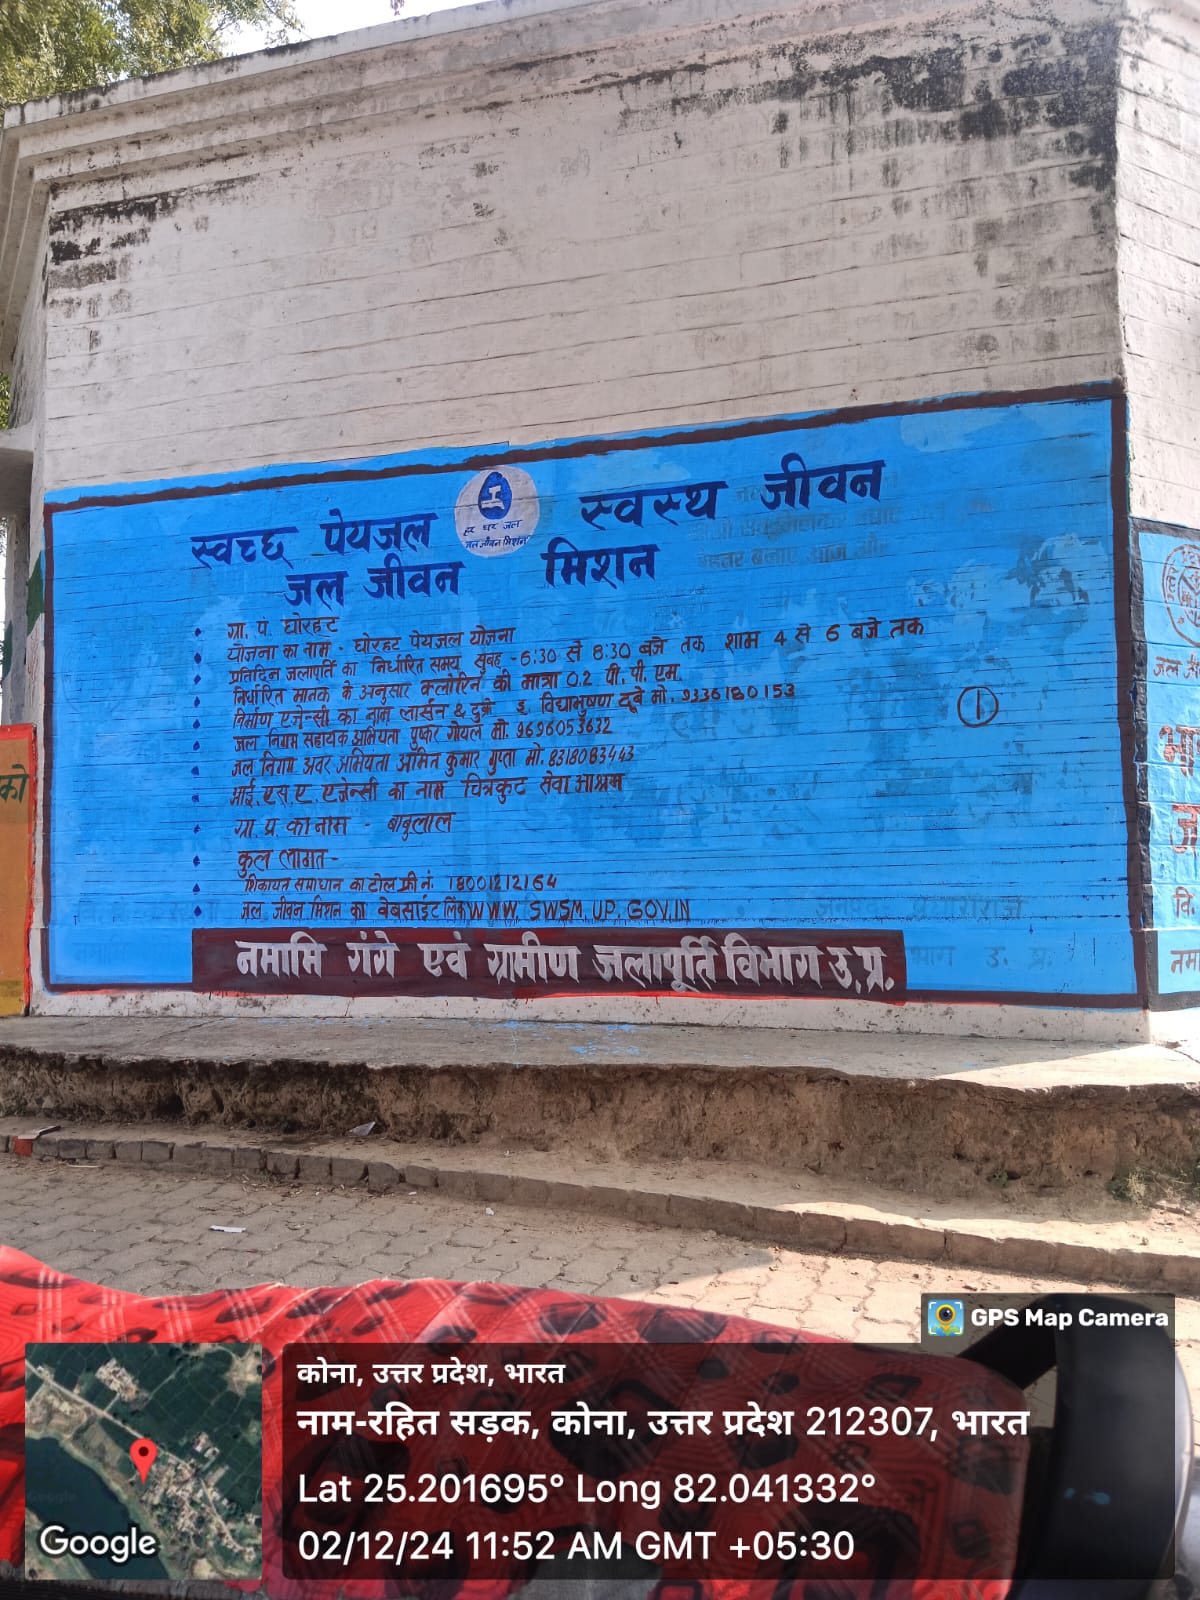 स्वच्छ पेयजल स्वस्थ जीवन
हर घर जल
जल जीवन मिशन
जल जीवन मिशन
ग्रा. पं. घोरहट
योजना का नाम - घोरहट पेयजल योजना
प्रतिदिन जलापूर्ति का निर्धारित समय सुबह - 6:30 से 8:30 बजे तक शाम 4 से 6 बजे तक
निर्धारित मानक के अनुसार क्लोरिन की मात्रा 0.2 पी. पी. एम.
निर्माण एजेन्सी का नाम लार्सन & टुब्रो इ. विद्याभुषण दूबे मो. 9336180153
जल निगम सहायक अभियंता पुष्कर गोयल मो. 9696053632
जल निगम अवर अभियंता अमित कुमार गुप्ता मो. 8318083443
आई. एस. ए. एजेन्सी का नाम चित्रकुट सेवा आश्रम
ग्रा. प्र. का नाम - बाबुलाल
कुल लागत -
शिकायत समाधान का टोल फ्री नं. 18001212164
जल जीवन मिशन का वेबसाईट लिंक WWW. SWSM. UP. GOV.IN
1
नमामि गंगे एवं ग्रामीण जलापूर्ति विभाग उ. प्र.
को
GPS Map Camera
कोना, उत्तर प्रदेश, भारत
नाम-रहित सड़क, कोना, उत्तर प्रदेश 212307, भारत
Lat 25.201695° Long 82.041332°
02/12/24 11:52 AM GMT +05:30
Google